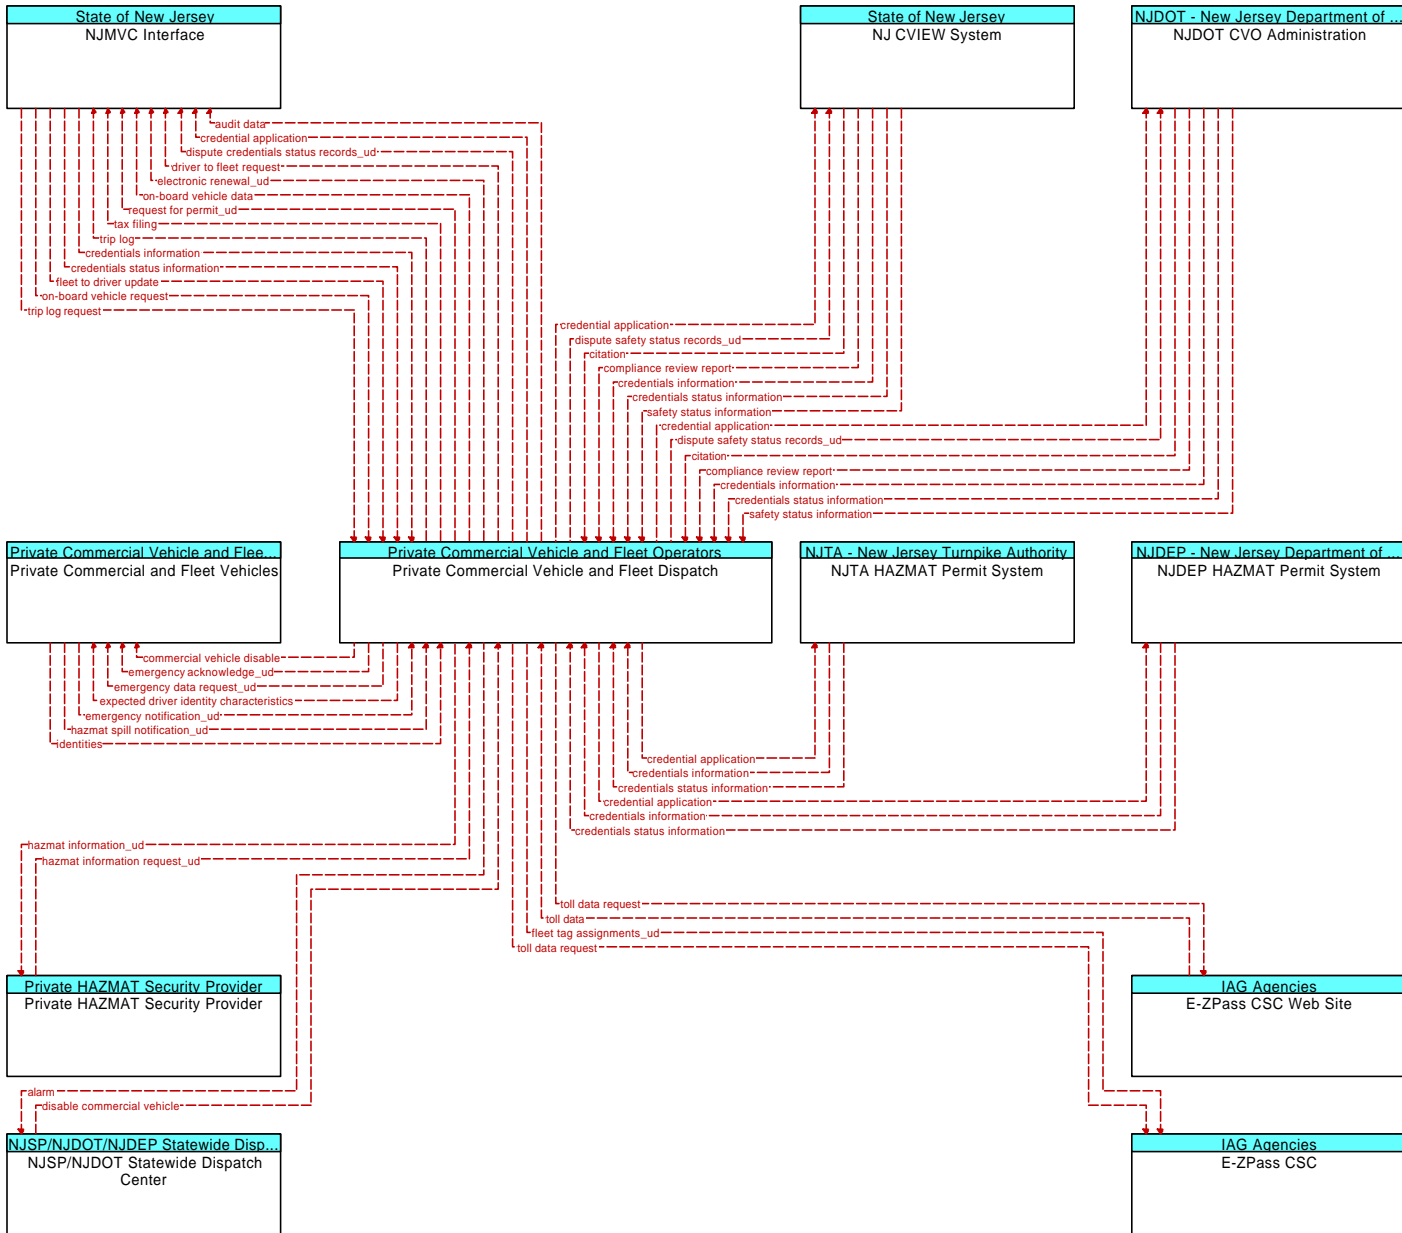 State of New Jersey
NJMVC Interface
State of New Jersey
NJ CVIEW System
NJDOT - New Jersey Department of ...
NJDOT CVO Administration
audit data
credential application
dispute credentials status records_ud
driver to fleet request
electronic renewal_ud
on-board vehicle data
request for permit_ud
tax filing
trip log
credentials information
credentials status information
fleet to driver update
on-board vehicle request
trip log request
credential application
dispute safety status records_ud
citation
compliance review report
credentials information
credentials status information
safety status information
credential application
dispute safety status records_ud
citation
compliance review report
credentials information
credentials status information
safety status information
Private Commercial Vehicle and Flee...
Private Commercial and Fleet Vehicles
Private Commercial Vehicle and Fleet Operators
Private Commercial Vehicle and Fleet Dispatch
NJTA - New Jersey Turnpike Authority
NJTA HAZMAT Permit System
NJDEP - New Jersey Department of ...
NJDEP HAZMAT Permit System
commercial vehicle disable
emergency acknowledge_ud
emergency data request_ud
expected driver identity characteristics
emergency notification_ud
hazmat spill notification_ud
identities
credential application
credentials information
credentials status information
credential application
credentials information
credentials status information
hazmat information_ud
hazmat information request_ud
toll data request
toll data
fleet tag assignments_ud
toll data request
Private HAZMAT Security Provider
Private HAZMAT Security Provider
IAG Agencies
E-ZPass CSC Web Site
alarm
disable commercial vehicle
NJSP/NJDOT/NJDEP Statewide Disp...
NJSP/NJDOT Statewide Dispatch
Center
IAG Agencies
E-ZPass CSC